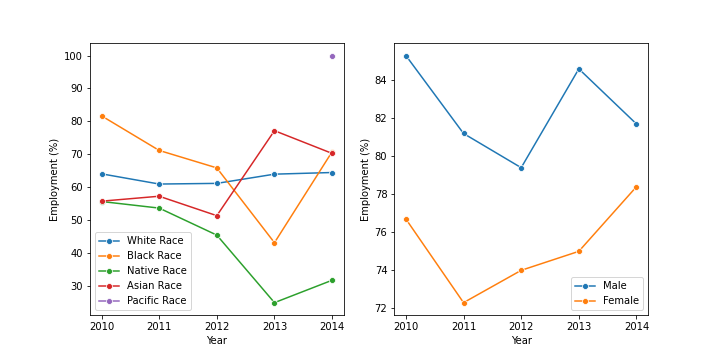 100
90
80
70
60
50
40
30
Employment (%)
White Race
Black Race
Native Race
Asian Race
Pacific Race
2010 2011 2012 2013 2014
Year
84
82
80
78
76
74
72
Employment (%)
Male
Female
2010 2011 2012 2013 2014
Year